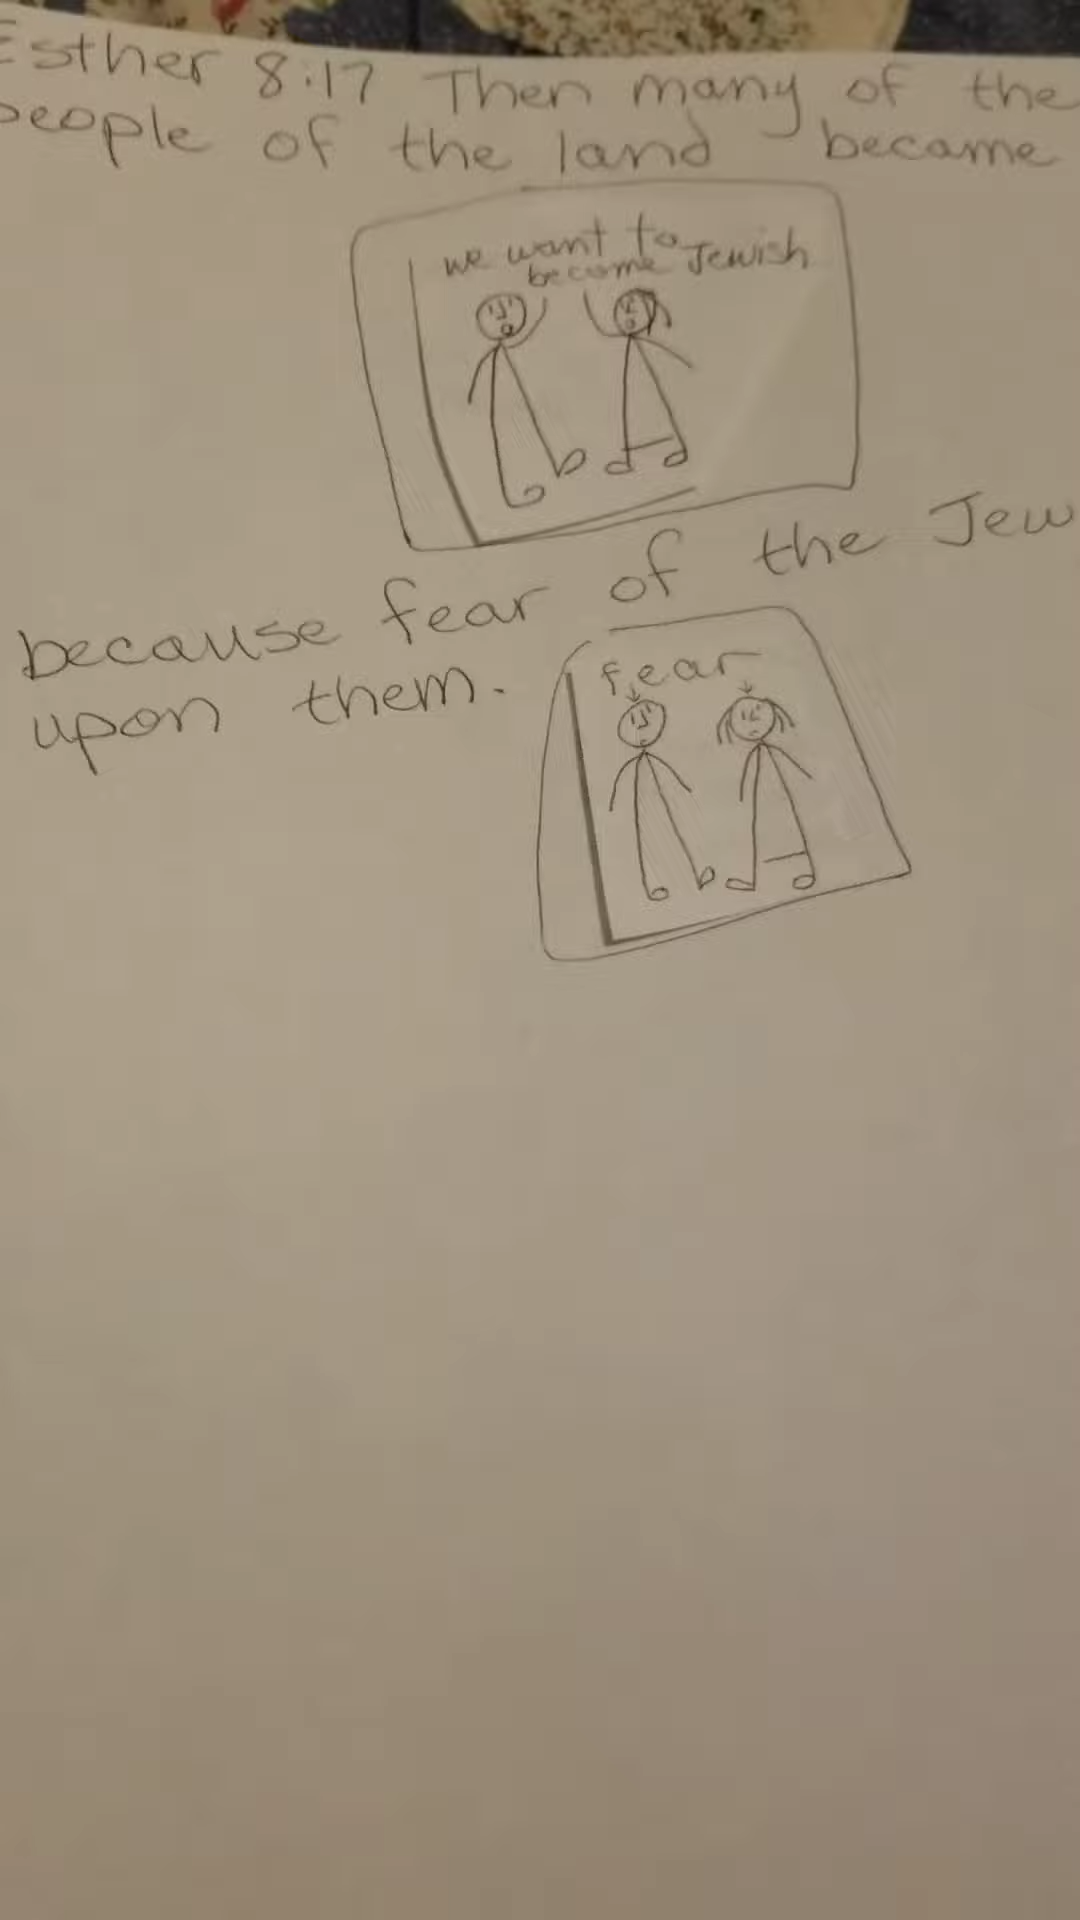 Esther 8:17 Then many of the
people of the land became
we want to
become Jewish
because fear of the Jew
upon them.
fear